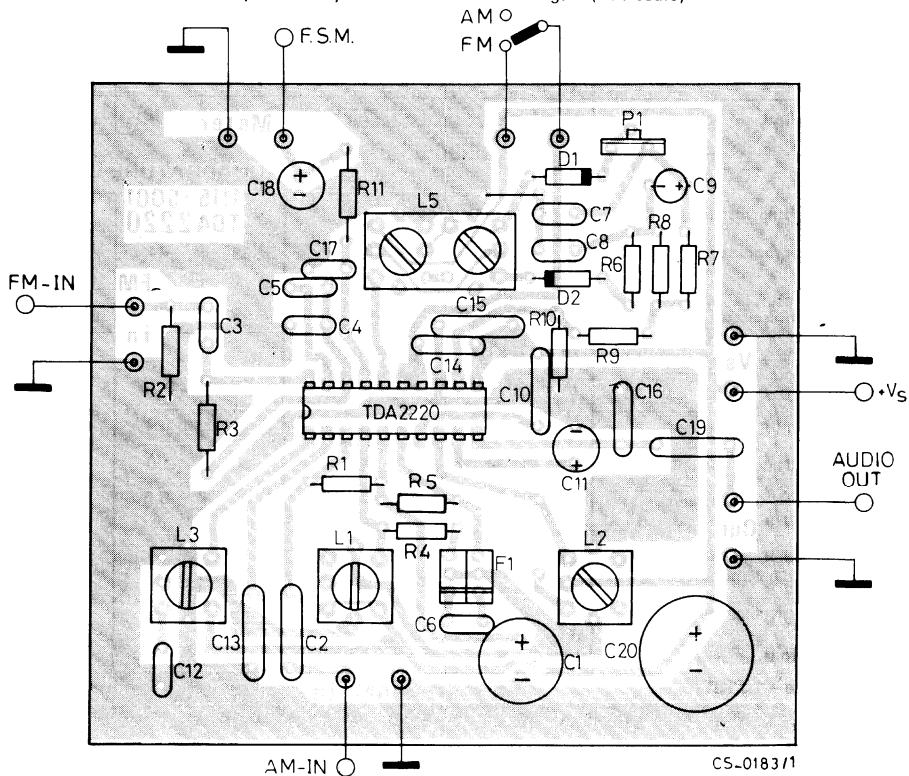 AM
FM
F.S.M.
P1
D1
C18
R11
C9
L5
C7
C8
R8
R6
R7
C17
C5
FM-IN
D2
C15
C3
C4
R10
R9
R2
C14
+Vs
C10
C16
TDA2220
R3
C19
AUDIO
OUT
R1
C11
R5
R4
L3
L1
F1
L2
C6
C13
C2
C1
C20
C12
AM-IN
CS-0183/1